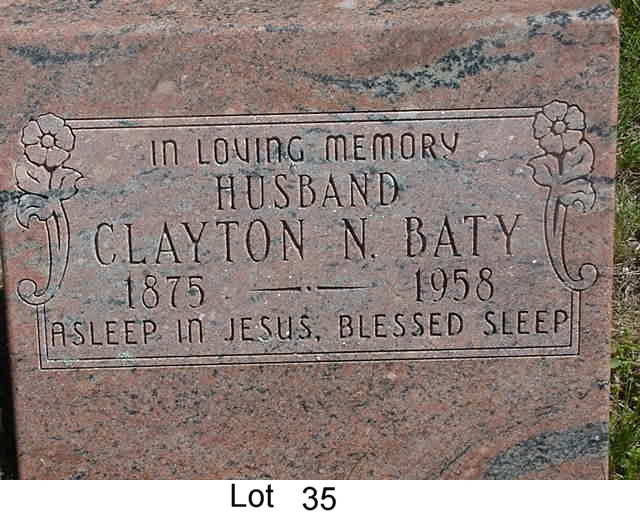 IN LOVING MEMORY
HUSBAND
CLAYTON N. BATY
1875 — · — 1958
ASLEEP IN JESUS, BLESSED SLEEP
Lot 35